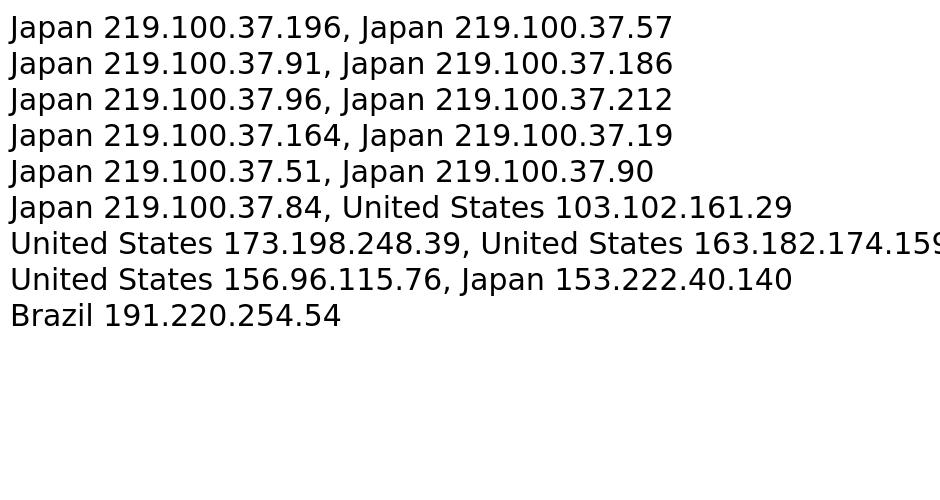 Japan 219.100.37.196, Japan 219.100.37.57
Japan 219.100.37.91, Japan 219.100.37.186
Japan 219.100.37.96, Japan 219.100.37.212
Japan 219.100.37.164, Japan 219.100.37.19
Japan 219.100.37.51, Japan 219.100.37.90
Japan 219.100.37.84, United States 103.102.161.29
United States 173.198.248.39, United States 163.182.174.159
United States 156.96.115.76, Japan 153.222.40.140
Brazil 191.220.254.54